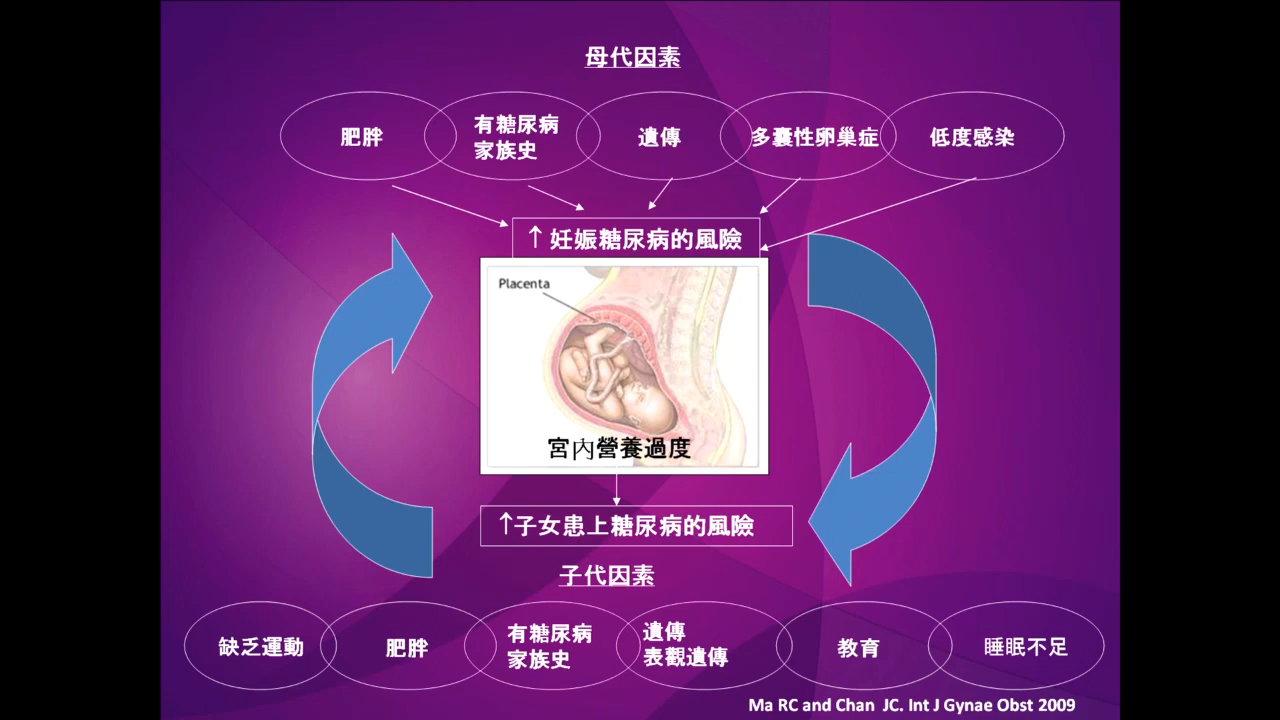 母代因素
肥胖
有糖尿病
家族史
遺傳
多囊性卵巢症
低度感染
↑妊娠糖尿病的風險
Placenta
宮內營養過度
↑子女患上糖尿病的風險
子代因素
缺乏運動
肥胖
有糖尿病
家族史
遺傳
表觀遺傳
教育
睡眠不足
Ma RC and Chan JC. Int J Gynae Obst 2009